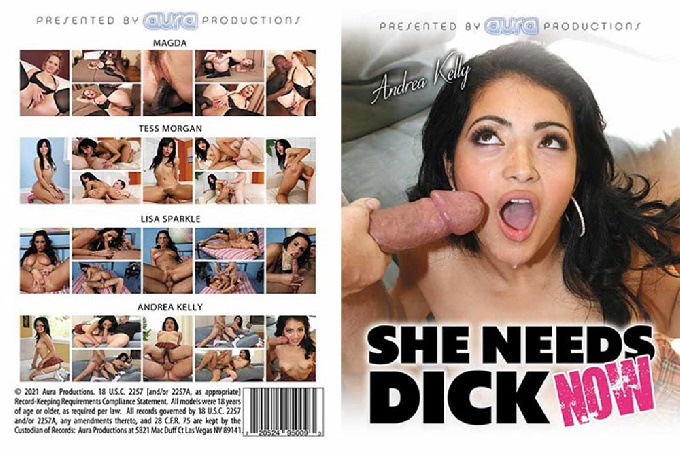 PRESENTED BY aura PRODUCTIONS
MAGDA
TESS MORGAN
LISA SPARKLE
ANDREA KELLY
© 2021 Aura Productions. 18 U.S.C. 2257 [and/or 2257A, as appropriate]
Record-Keeping Requirements Compliance Statement. All models were 18 years
of age or older, as required per law. All records governed by 18 U.S.C. 2257
and/or 2257A, any amendments thereto, and 28 C.F.R. 75 are kept by the
Custodian of Records: Aura Productions at 5821 Mac Duff Ct Las Vegas NV 89141.
PRESENTED BY aura PRODUCTIONS
Andrea Kelly
SHE NEEDS
DICK NOW